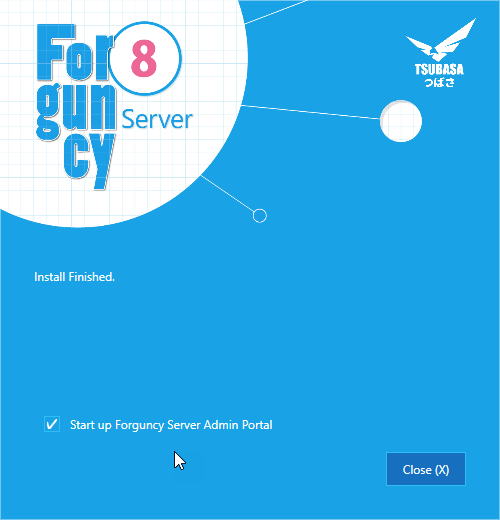 For
8
gun
cy
Server
TSUBASA
つばさ
Install Finished.
Start up Forguncy Server Admin Portal
Close (X)